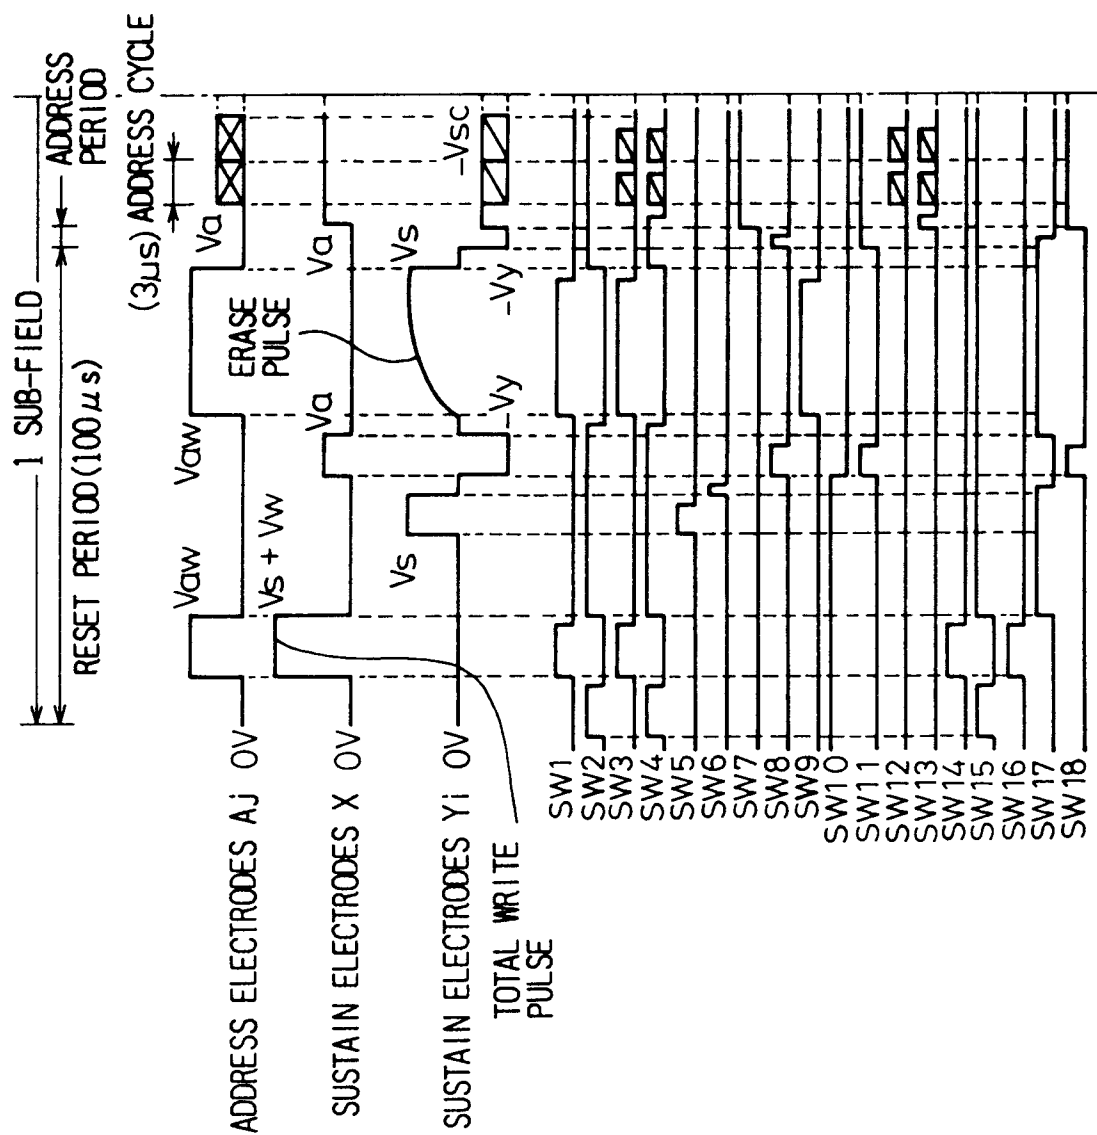 1 SUB-FIELD
RESET PERIOD (100μs)
ADDRESS
PERIOD
(3μs) ADDRESS CYCLE
ADDRESS ELECTRODES Aj 0V
Vaw
Vaw
Va
SUSTAIN ELECTRODES X 0V
Vs + Vw
Va
Va
ERASE
PULSE
SUSTAIN ELECTRODES Yi 0V
Vs
Vy
Vs
-Vy
-Vsc
TOTAL WRITE
PULSE
SW1
SW2
SW3
SW4
SW5
SW6
SW7
SW8
SW9
SW10
SW11
SW12
SW13
SW14
SW15
SW16
SW17
SW18